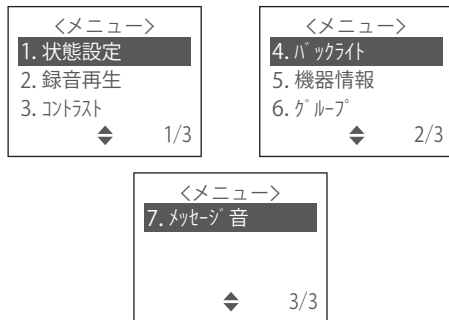 <メニュー>
1. 状態設定
2. 録音再生
3. ｺﾝﾄﾗｽﾄ
1/3
<メニュー>
4. ﾊﾞｯｸﾗｲﾄ
5. 機器情報
6. ｸﾞﾙｰﾌﾟ
2/3
<メニュー>
7. ﾒｯｾｰｼﾞ音
3/3